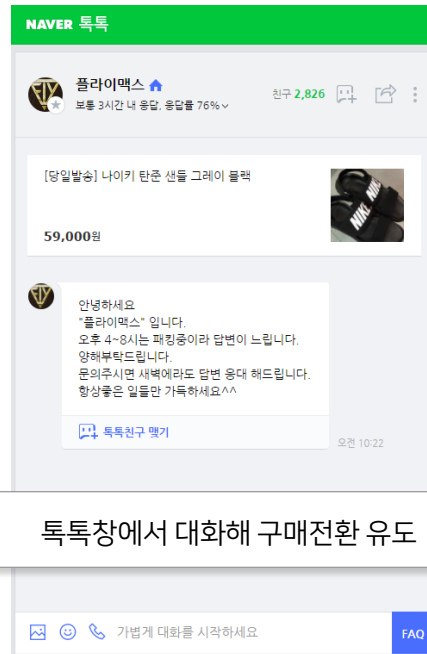 NAVER 톡톡
플라이맥스
보통 3시간 내 응답, 응답률 76%
친구 2,826
[당일발송] 나이키 탄준 샌들 그레이 블랙
59,000원
NIKE
안녕하세요
"플라이맥스" 입니다.
오후 4~8시는 패킹중이라 답변이 느립니다.
양해부탁드립니다.
문의주시면 새벽에라도 답변 응대 해드립니다.
항상좋은 일들만 가득하세요^^
톡톡친구 맺기
오전 10:22
톡톡창에서 대화해 구매전환 유도
가볍게 대화를 시작하세요
FAQ